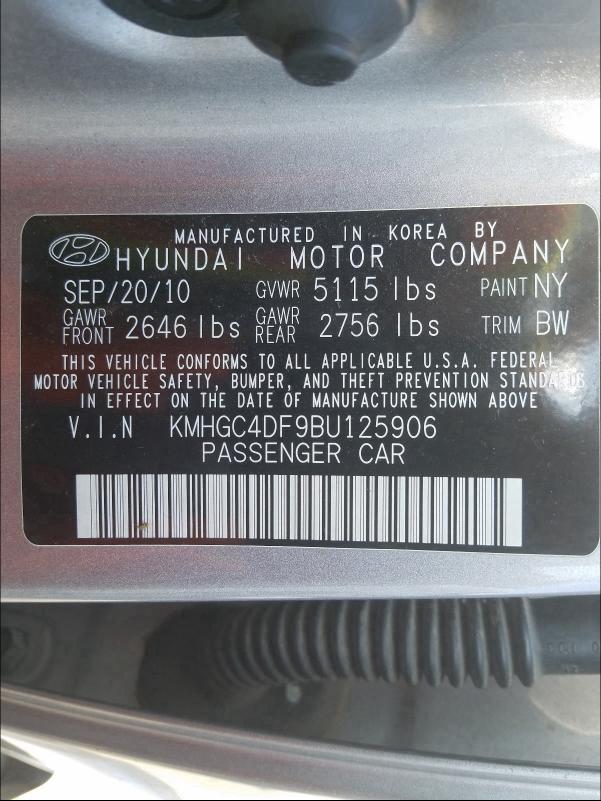 MANUFACTURED IN KOREA BY
HYUNDAI MOTOR COMPANY
SEP/20/10 GVWR 5115 lbs PAINT NY
GAWR FRONT 2646 lbs GAWR REAR 2756 lbs TRIM BW
THIS VEHICLE CONFORMS TO ALL APPLICABLE U.S.A. FEDERAL
MOTOR VEHICLE SAFETY, BUMPER, AND THEFT PREVENTION STANDARDS
IN EFFECT ON THE DATE OF MANUFACTURE SHOWN ABOVE
V.I.N KMHGC4DF9BU125906
PASSENGER CAR